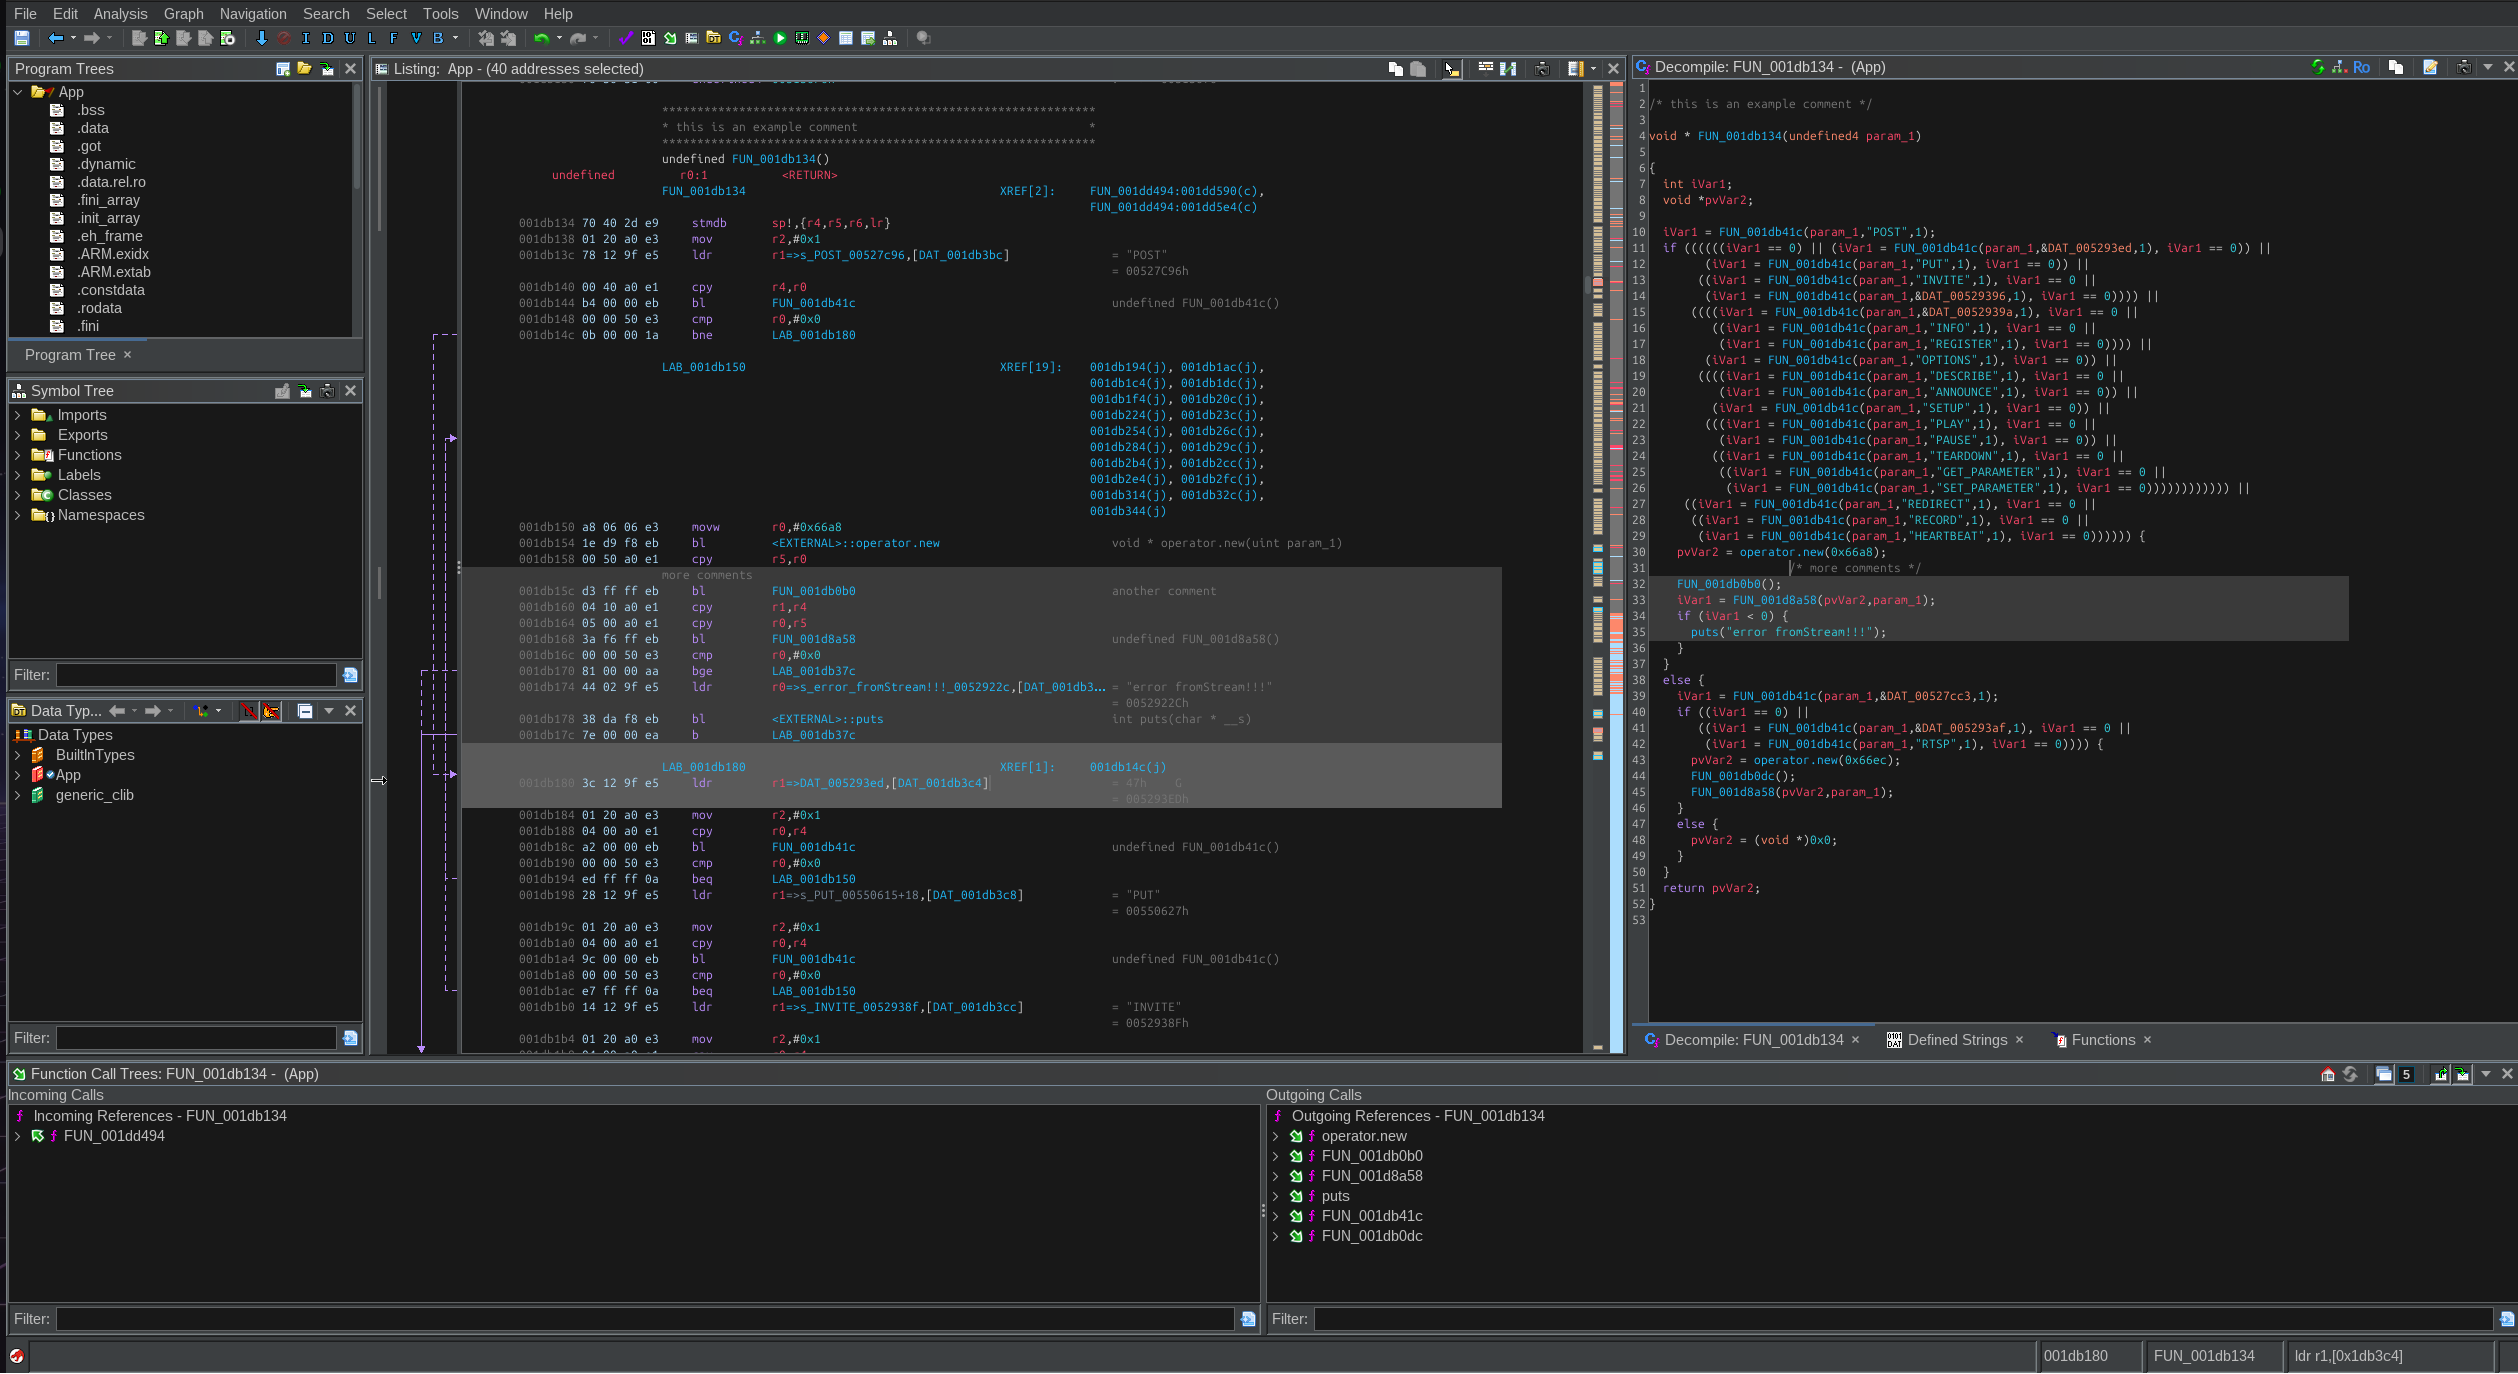 File Edit Analysis Graph Navigation Search Select Tools Window Help
I D U L F V B
Program Trees
App
.bss
.data
.got
.dynamic
.data.rel.ro
.fini_array
.init_array
.eh_frame
.ARM.exidx
.ARM.extab
.constdata
.rodata
.fini
Program Tree ×
Symbol Tree
Imports
Exports
Functions
Labels
Classes
Namespaces
Filter:
Data Typ...
Data Types
BuiltInTypes
App
generic_clib
Filter:
Listing: App - (40 addresses selected)
**************************************************************
* this is an example comment *
**************************************************************
undefined FUN_001db134()
undefined r0:1 <RETURN>
FUN_001db134 XREF[2]: FUN_001dd494:001dd590(c),
FUN_001dd494:001dd5e4(c)
001db134 70 40 2d e9 stmdb sp!,{r4,r5,r6,lr}
001db138 01 20 a0 e3 mov r2,#0x1
001db13c 78 12 9f e5 ldr r1=>s_POST_00527c96,[DAT_001db3bc] = "POST"
= 00527C96h
001db140 00 40 a0 e1 cpy r4,r0
001db144 b4 00 00 eb bl FUN_001db41c undefined FUN_001db41c()
001db148 00 00 50 e3 cmp r0,#0x0
001db14c 0b 00 00 1a bne LAB_001db180
LAB_001db150 XREF[19]: 001db194(j), 001db1ac(j),
001db1c4(j), 001db1dc(j),
001db1f4(j), 001db20c(j),
001db224(j), 001db23c(j),
001db254(j), 001db26c(j),
001db284(j), 001db29c(j),
001db2b4(j), 001db2cc(j),
001db2e4(j), 001db2fc(j),
001db314(j), 001db32c(j),
001db344(j)
001db150 a8 06 06 e3 movw r0,#0x66a8
001db154 1e d9 f8 eb bl <EXTERNAL>::operator.new void * operator.new(uint param_1)
001db158 00 50 a0 e1 cpy r5,r0
more comments
001db15c d3 ff ff eb bl FUN_001db0b0 another comment
001db160 04 10 a0 e1 cpy r1,r4
001db164 05 00 a0 e1 cpy r0,r5
001db168 3a f6 ff eb bl FUN_001d8a58 undefined FUN_001d8a58()
001db16c 00 00 50 e3 cmp r0,#0x0
001db170 81 00 00 aa bge LAB_001db37c
001db174 44 02 9f e5 ldr r0=>s_error_fromStream!!!_0052922c,[DAT_001db3... = "error fromStream!!!"
= 0052922Ch
001db178 38 da f8 eb bl <EXTERNAL>::puts int puts(char * __s)
001db17c 7e 00 00 ea b LAB_001db37c
LAB_001db180 XREF[1]: 001db14c(j)
001db180 3c 12 9f e5 ldr r1=>DAT_005293ed,[DAT_001db3c4] = 47h G
= 005293EDh
001db184 01 20 a0 e3 mov r2,#0x1
001db188 04 00 a0 e1 cpy r0,r4
001db18c a2 00 00 eb bl FUN_001db41c undefined FUN_001db41c()
001db190 00 00 50 e3 cmp r0,#0x0
001db194 ed ff ff 0a beq LAB_001db150
001db198 28 12 9f e5 ldr r1=>s_PUT_00550615+18,[DAT_001db3c8] = "PUT"
= 00550627h
001db19c 01 20 a0 e3 mov r2,#0x1
001db1a0 04 00 a0 e1 cpy r0,r4
001db1a4 9c 00 00 eb bl FUN_001db41c undefined FUN_001db41c()
001db1a8 00 00 50 e3 cmp r0,#0x0
001db1ac e7 ff ff 0a beq LAB_001db150
001db1b0 14 12 9f e5 ldr r1=>s_INVITE_0052938f,[DAT_001db3cc] = "INVITE"
= 0052938Fh
001db1b4 01 20 a0 e3 mov r2,#0x1
Decompile: FUN_001db134 - (App)
Ro
1
2 /* this is an example comment */
3
4 void * FUN_001db134(undefined4 param_1)
5
6 {
7 int iVar1;
8 void *pvVar2;
9
10 iVar1 = FUN_001db41c(param_1,"POST",1);
11 if ((((((iVar1 == 0) || (iVar1 = FUN_001db41c(param_1,&DAT_005293ed,1), iVar1 == 0)) ||
12 (iVar1 = FUN_001db41c(param_1,"PUT",1), iVar1 == 0)) ||
13 ((iVar1 = FUN_001db41c(param_1,"INVITE",1), iVar1 == 0 ||
14 (iVar1 = FUN_001db41c(param_1,&DAT_00529396,1), iVar1 == 0)))) ||
15 ((((iVar1 = FUN_001db41c(param_1,&DAT_0052939a,1), iVar1 == 0 ||
16 ((iVar1 = FUN_001db41c(param_1,"INFO",1), iVar1 == 0 ||
17 (iVar1 = FUN_001db41c(param_1,"REGISTER",1), iVar1 == 0)))) ||
18 (iVar1 = FUN_001db41c(param_1,"OPTIONS",1), iVar1 == 0)) ||
19 ((((iVar1 = FUN_001db41c(param_1,"DESCRIBE",1), iVar1 == 0 ||
20 (iVar1 = FUN_001db41c(param_1,"ANNOUNCE",1), iVar1 == 0)) ||
21 (iVar1 = FUN_001db41c(param_1,"SETUP",1), iVar1 == 0)) ||
22 (((iVar1 = FUN_001db41c(param_1,"PLAY",1), iVar1 == 0 ||
23 (iVar1 = FUN_001db41c(param_1,"PAUSE",1), iVar1 == 0)) ||
24 ((iVar1 = FUN_001db41c(param_1,"TEARDOWN",1), iVar1 == 0 ||
25 ((iVar1 = FUN_001db41c(param_1,"GET_PARAMETER",1), iVar1 == 0 ||
26 (iVar1 = FUN_001db41c(param_1,"SET_PARAMETER",1), iVar1 == 0)))))))))))) ||
27 ((iVar1 = FUN_001db41c(param_1,"REDIRECT",1), iVar1 == 0 ||
28 ((iVar1 = FUN_001db41c(param_1,"RECORD",1), iVar1 == 0 ||
29 (iVar1 = FUN_001db41c(param_1,"HEARTBEAT",1), iVar1 == 0)))))) {
30 pvVar2 = operator.new(0x66a8);
31 /* more comments */
32 FUN_001db0b0();
33 iVar1 = FUN_001d8a58(pvVar2,param_1);
34 if (iVar1 < 0) {
35 puts("error fromStream!!!");
36 }
37 }
38 else {
39 iVar1 = FUN_001db41c(param_1,&DAT_00527cc3,1);
40 if ((iVar1 == 0) ||
41 ((iVar1 = FUN_001db41c(param_1,&DAT_005293af,1), iVar1 == 0 ||
42 (iVar1 = FUN_001db41c(param_1,"RTSP",1), iVar1 == 0)))) {
43 pvVar2 = operator.new(0x66ec);
44 FUN_001db0dc();
45 FUN_001d8a58(pvVar2,param_1);
46 }
47 else {
48 pvVar2 = (void *)0x0;
49 }
50 }
51 return pvVar2;
52 }
53
Decompile: FUN_001db134 × Defined Strings × Functions ×
Function Call Trees: FUN_001db134 - (App)
5
Incoming Calls
Incoming References - FUN_001db134
FUN_001dd494
Filter:
Outgoing Calls
Outgoing References - FUN_001db134
operator.new
FUN_001db0b0
FUN_001d8a58
puts
FUN_001db41c
FUN_001db0dc
Filter:
001db180 FUN_001db134 ldr r1,[0x1db3c4]